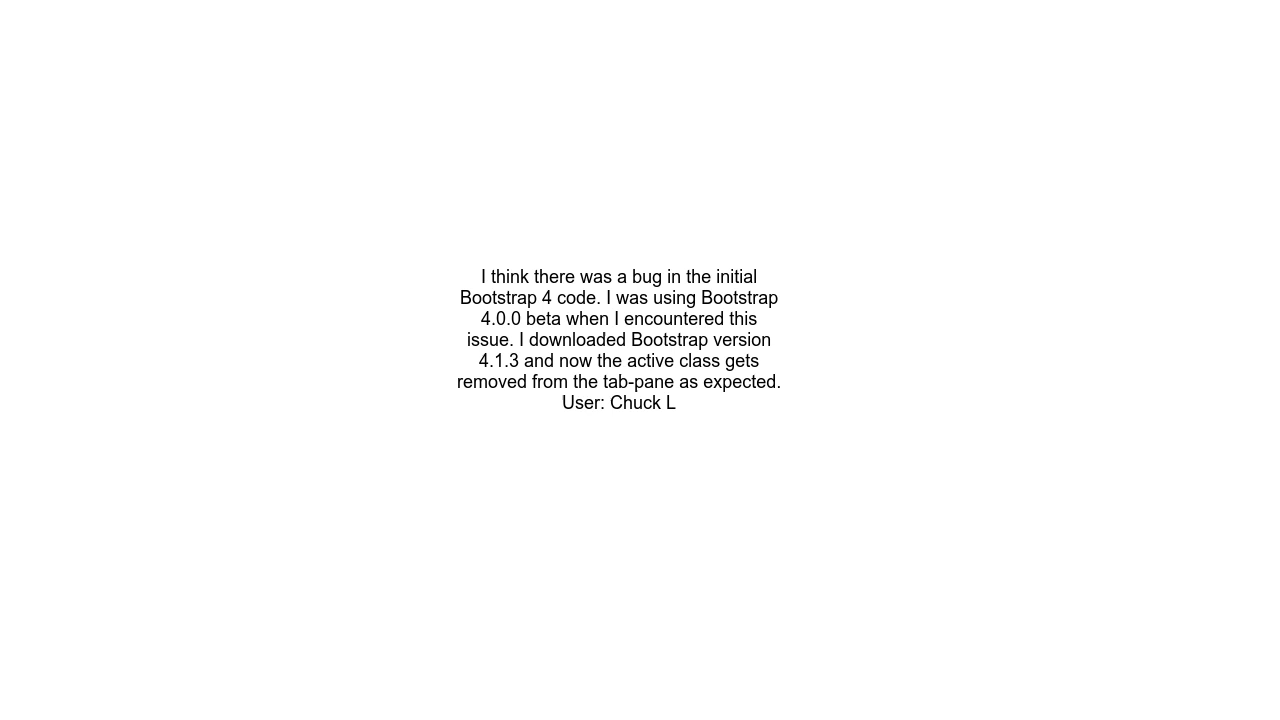 I think there was a bug in the initial
Bootstrap 4 code. I was using Bootstrap
4.0.0 beta when I encountered this
issue. I downloaded Bootstrap version
4.1.3 and now the active class gets
removed from the tab-pane as expected.
User: Chuck L